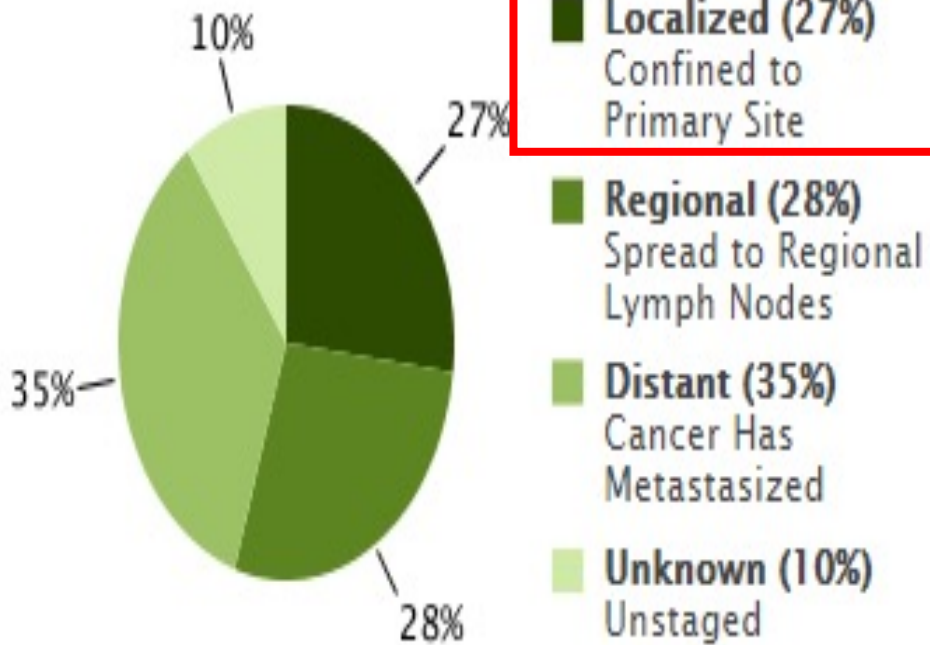 10%
27%
35%
28%
Localized (27%)
Confined to
Primary Site
Regional (28%)
Spread to Regional
Lymph Nodes
Distant (35%)
Cancer Has
Metastasized
Unknown (10%)
Unstaged